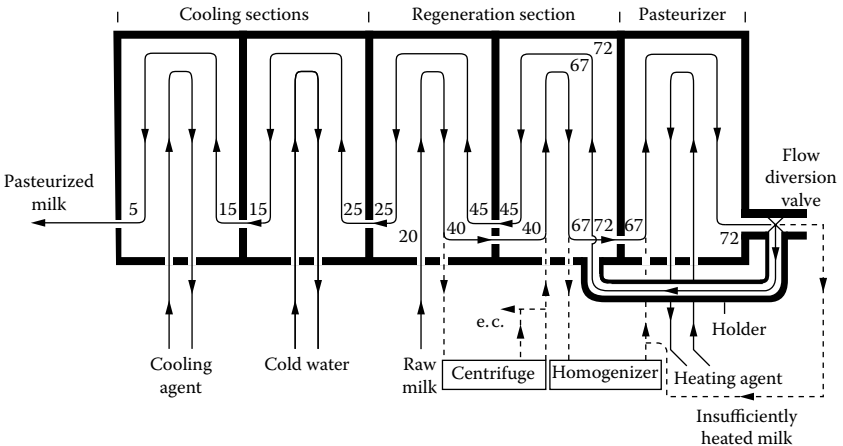 Cooling sections
Regeneration section
Pasteurizer
72
67
Pasteurized
milk
5
15
15
25
25
20
40
45
45
40
67
72
67
72
Flow
diversion
valve
e.c.
Holder
Cooling
agent
Cold water
Raw
milk
Centrifuge
Homogenizer
Heating agent
Insufficiently
heated milk